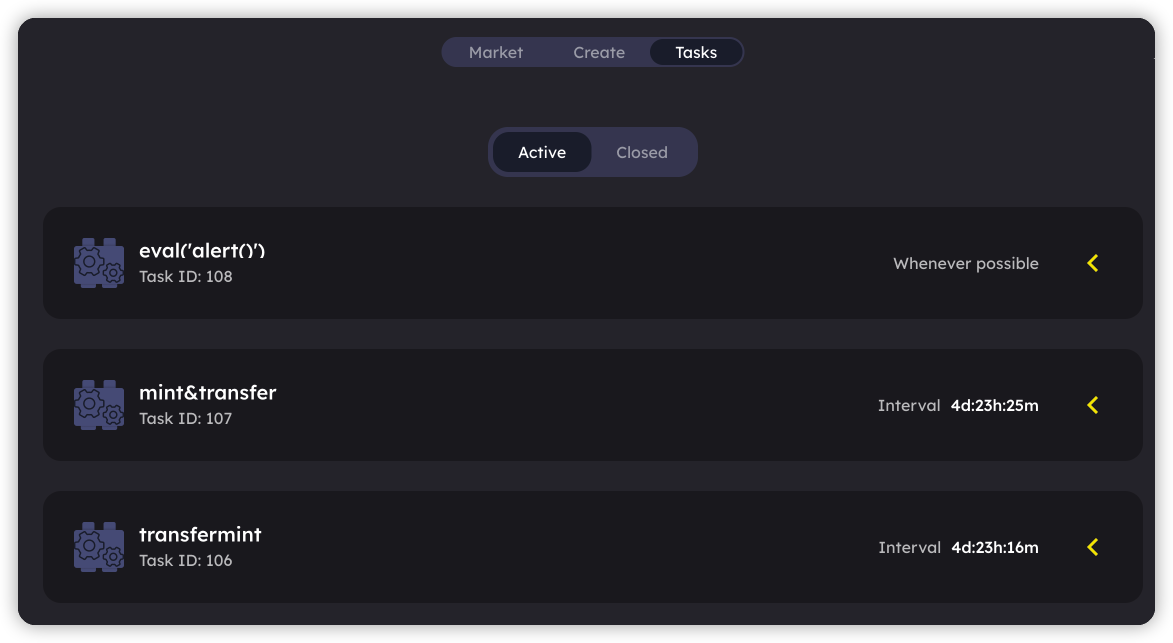 Market Create Tasks
Active Closed
eval('alert()')
Task ID: 108
Whenever possible
mint&transfer
Task ID: 107
Interval 4d:23h:25m
transfermint
Task ID: 106
Interval 4d:23h:16m